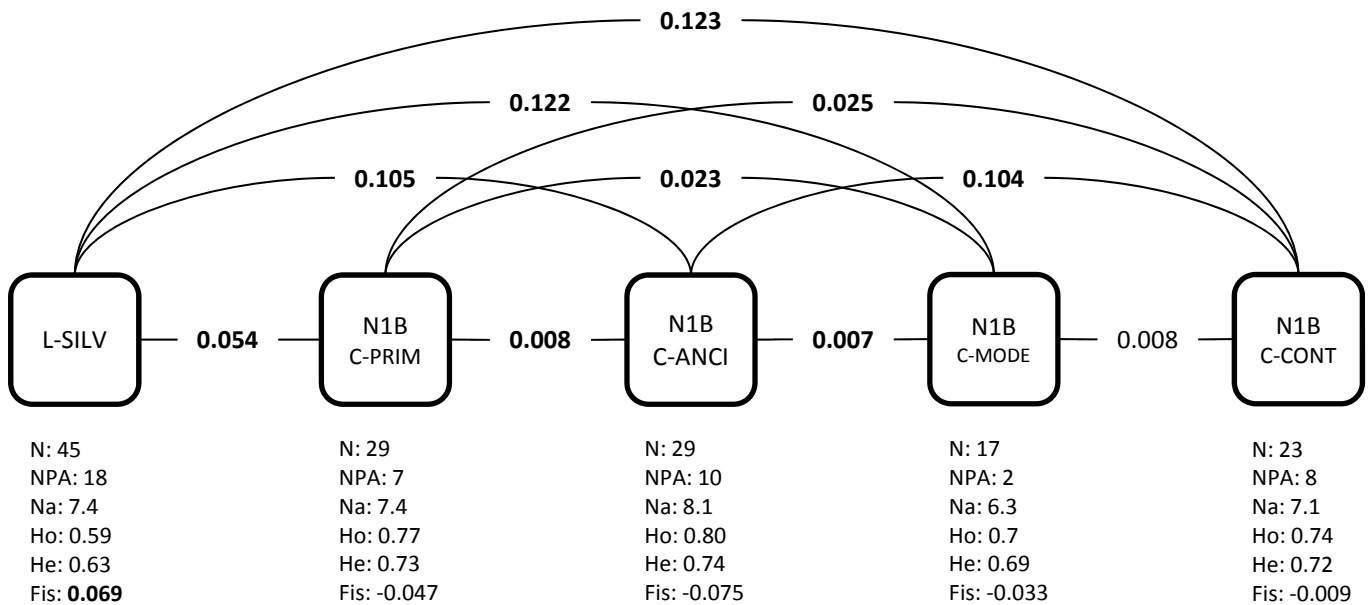 0.123
0.122 0.025
0.105 0.023 0.104
L-SILV 0.054 N1B C-PRIM 0.008 N1B C-ANCI 0.007 N1B C-MODE 0.008 N1B C-CONT
N: 45
NPA: 18
Na: 7.4
Ho: 0.59
He: 0.63
Fis: 0.069
N: 29
NPA: 7
Na: 7.4
Ho: 0.77
He: 0.73
Fis: -0.047
N: 29
NPA: 10
Na: 8.1
Ho: 0.80
He: 0.74
Fis: -0.075
N: 17
NPA: 2
Na: 6.3
Ho: 0.7
He: 0.69
Fis: -0.033
N: 23
NPA: 8
Na: 7.1
Ho: 0.74
He: 0.72
Fis: -0.009